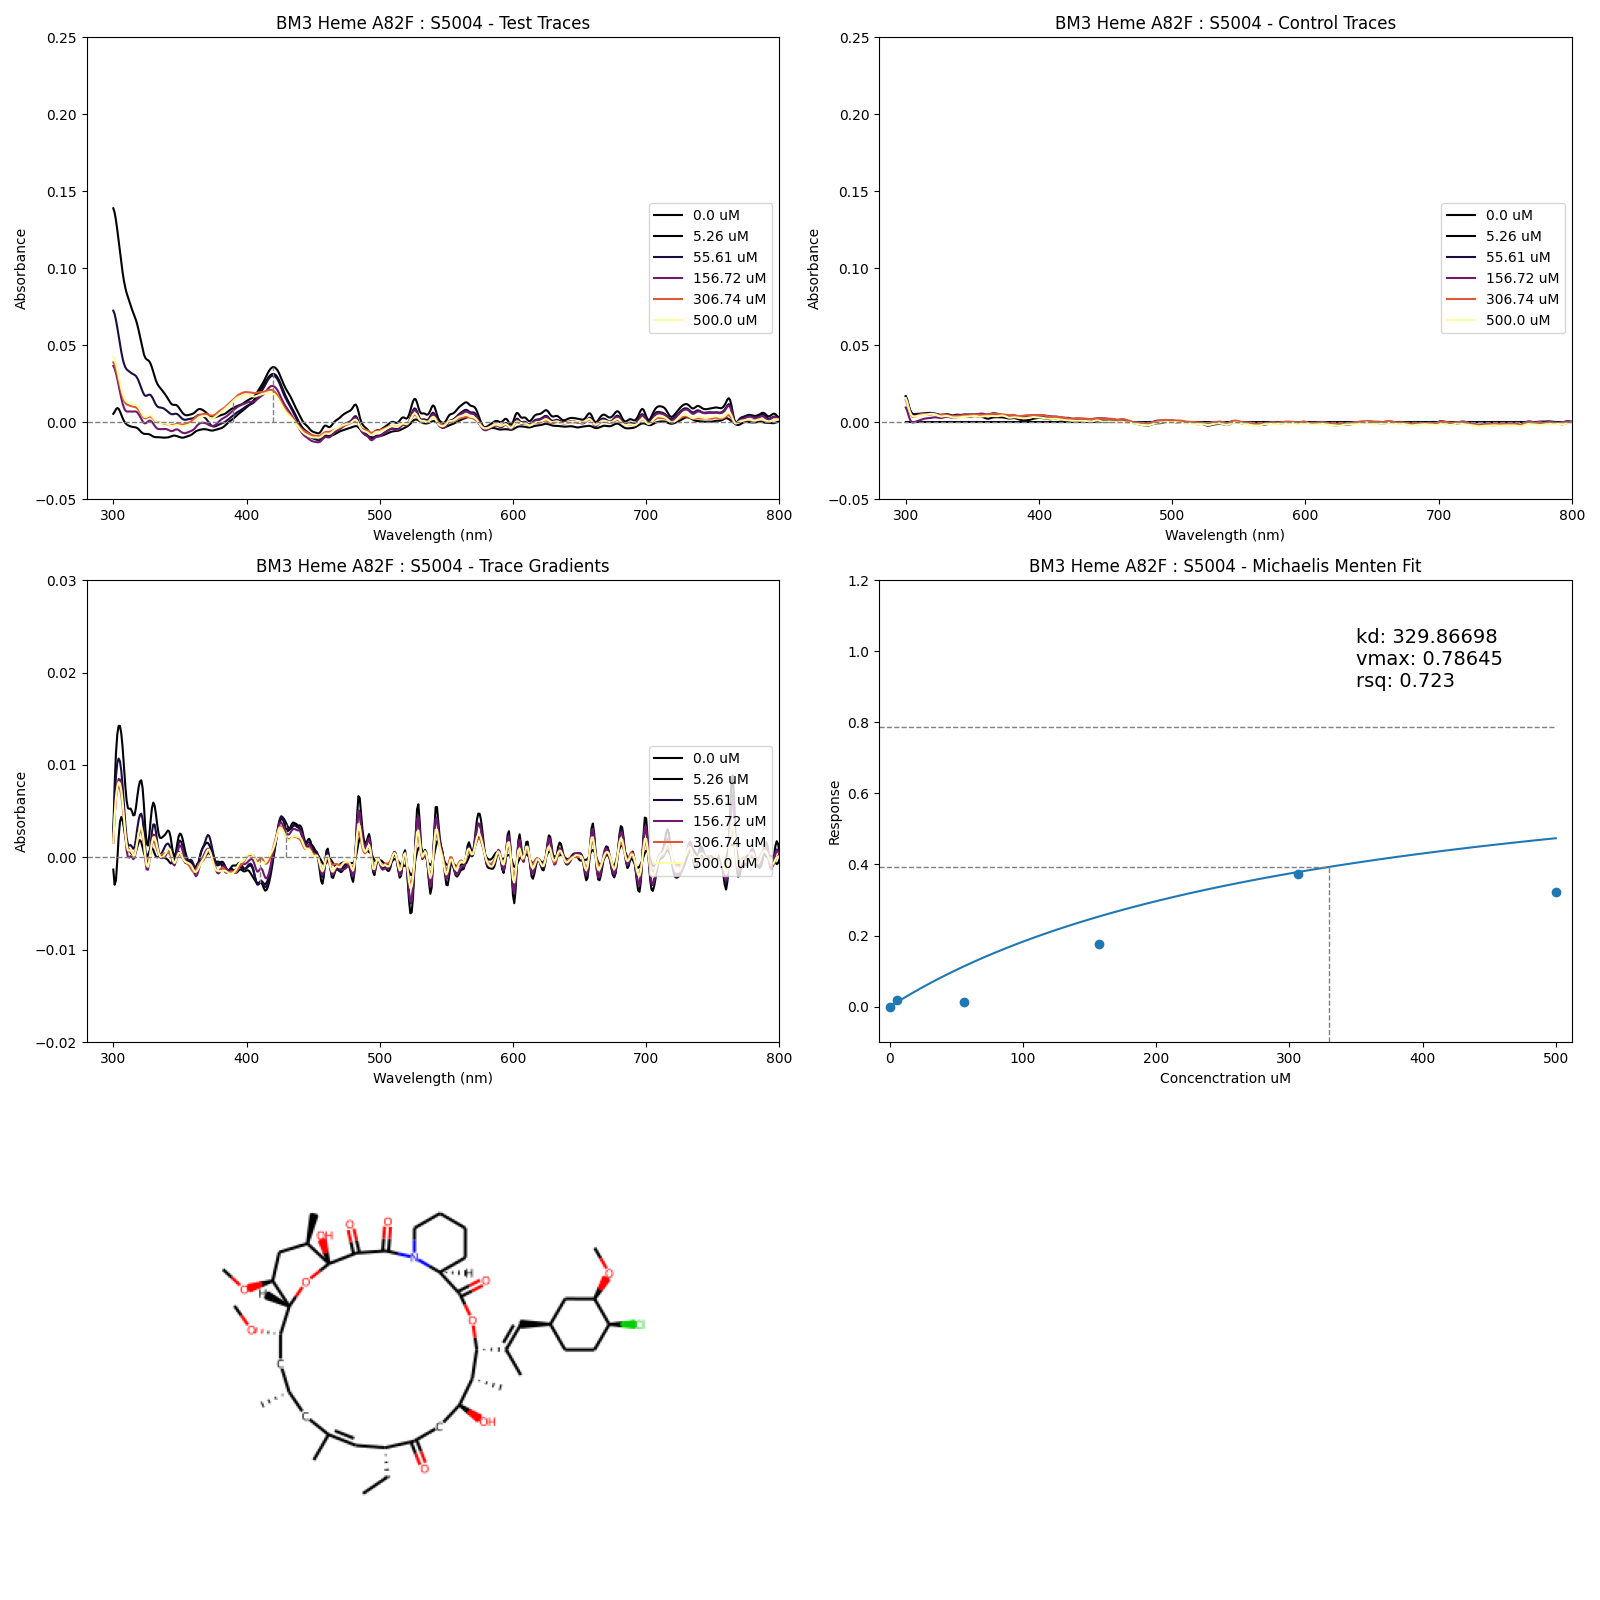 BM3 Heme A82F : S5004 - Test Traces
0.25
0.20
0.15
0.10
0.05
0.00
−0.05
Absorbance
300
400
500
600
700
800
Wavelength (nm)
0.0 uM
5.26 uM
55.61 uM
156.72 uM
306.74 uM
500.0 uM
BM3 Heme A82F : S5004 - Control Traces
0.25
0.20
0.15
0.10
0.05
0.00
−0.05
Absorbance
300
400
500
600
700
800
Wavelength (nm)
0.0 uM
5.26 uM
55.61 uM
156.72 uM
306.74 uM
500.0 uM
BM3 Heme A82F : S5004 - Trace Gradients
0.03
0.02
0.01
0.00
−0.01
−0.02
Absorbance
300
400
500
600
700
800
Wavelength (nm)
0.0 uM
5.26 uM
55.61 uM
156.72 uM
306.74 uM
500.0 uM
BM3 Heme A82F : S5004 - Michaelis Menten Fit
1.2
1.0
0.8
0.6
0.4
0.2
0.0
Response
0
100
200
300
400
500
Concenctration uM
kd: 329.86698
vmax: 0.78645
rsq: 0.723
O
O
OH
N
H
O
O
O
O
H
O
O
Cl
C
C
C
OH
O